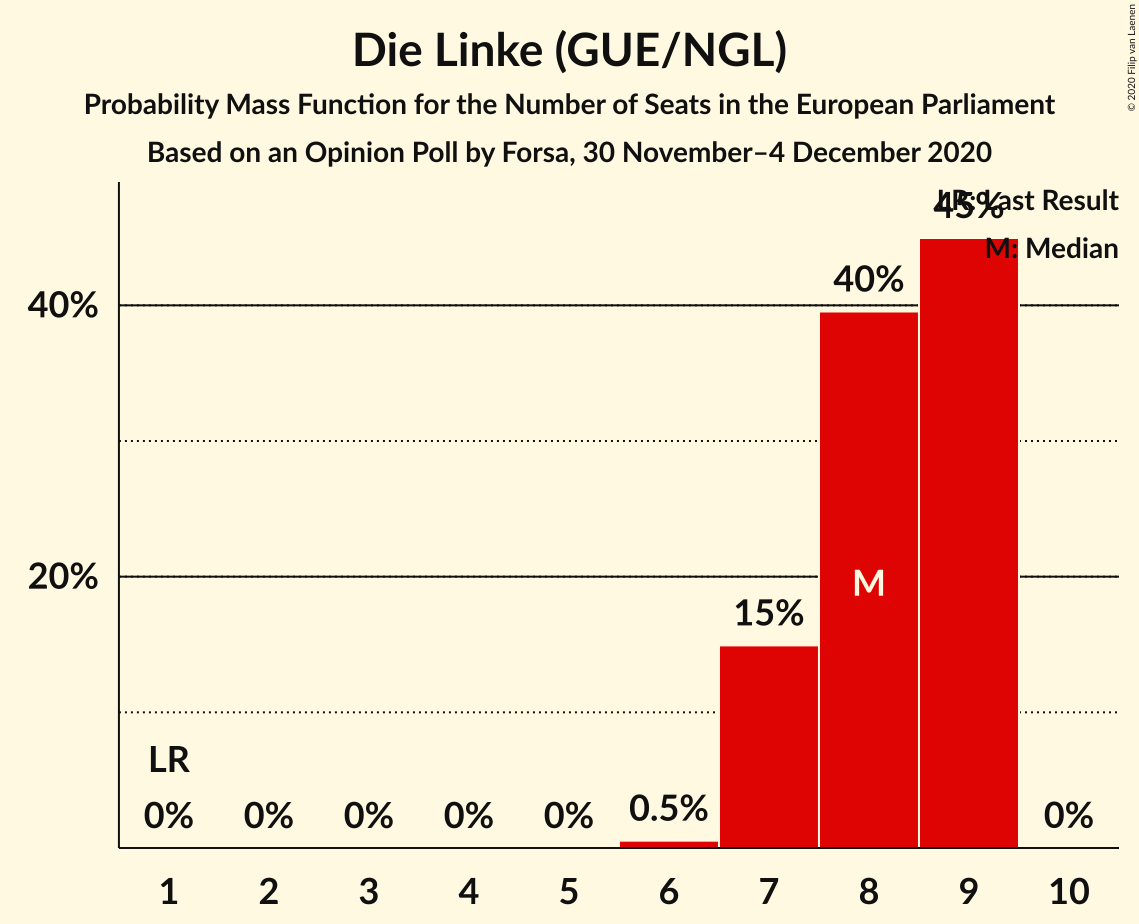 Die Linke (GUE/NGL)
Probability Mass Function for the Number of Seats in the European Parliament
Based on an Opinion Poll by Forsa, 30 November–4 December 2020
© 2020 Filip van Laenen
LR: Last Result
M: Median
45%
40%
40%
20%
M
15%
LR
0%
0%
0%
0%
0%
0.5%
0%
1
2
3
4
5
6
7
8
9
10